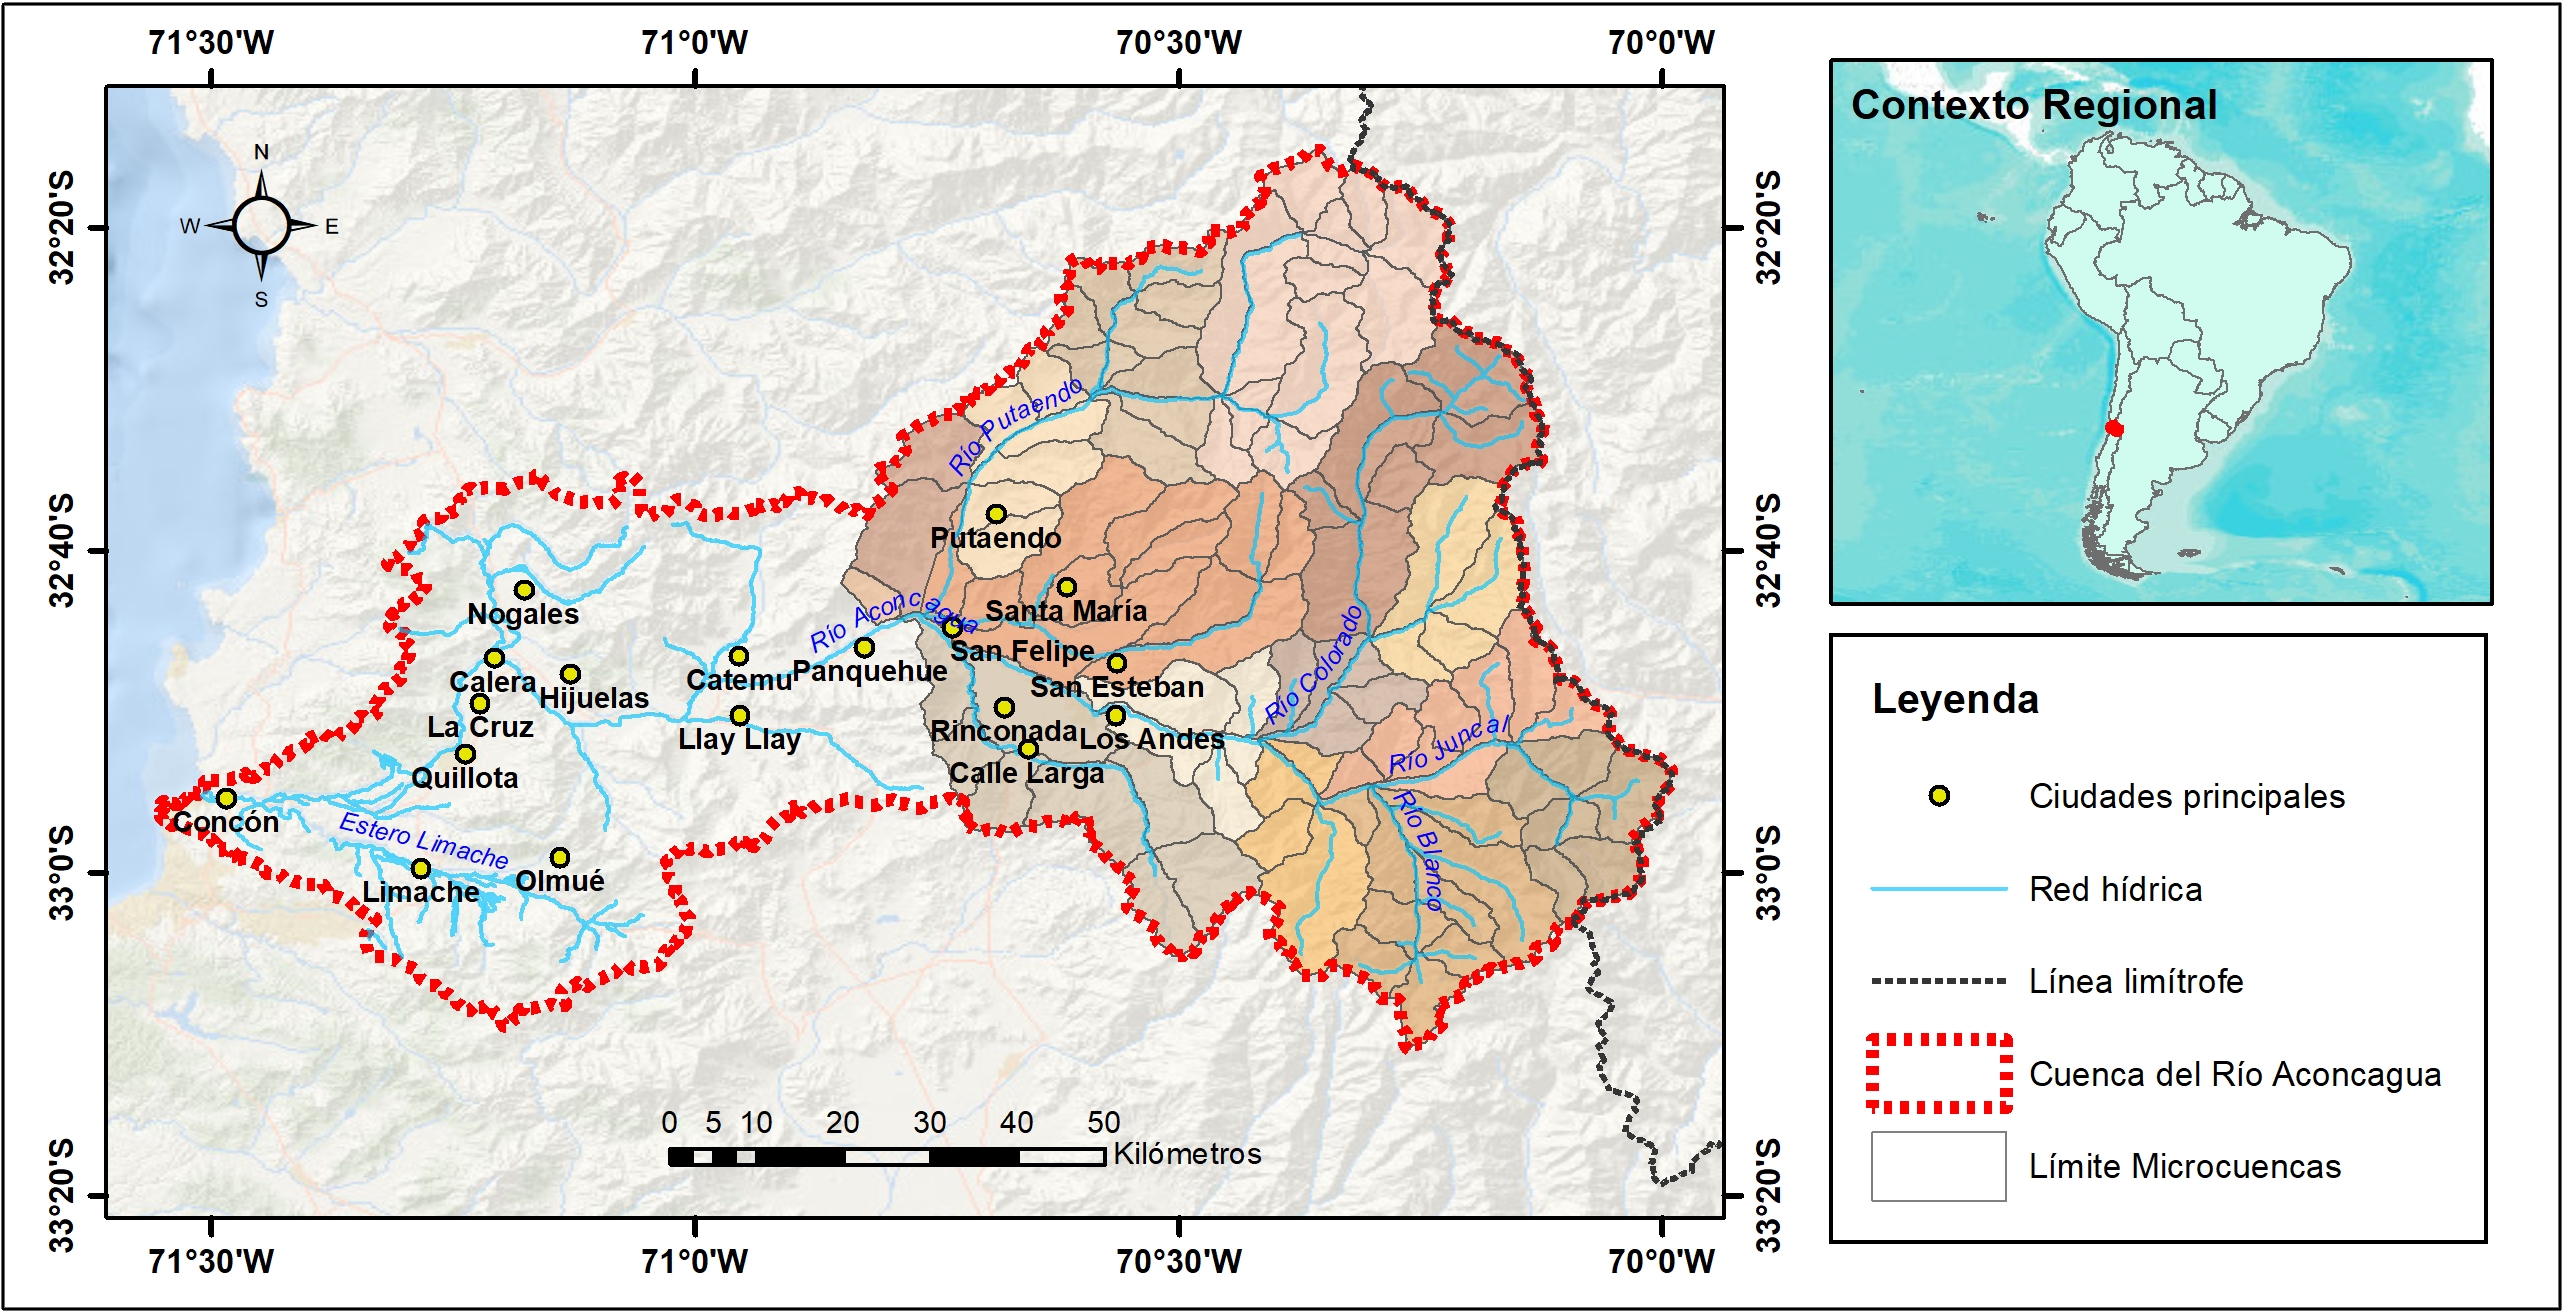 71°30'W
71°0'W
70°30'W
70°0'W
32°20'S
32°40'S
33°0'S
33°20'S
N
W
E
S
Río Putaendo
Putaendo
Nogales
Río Aconcagua
Santa María
San Felipe
Calera
Hijuelas
Catemu
Panquehue
San Esteban
Río Colorado
La Cruz
Llay Llay
Rinconada
Los Andes
Río Juncal
Quillota
Calle Larga
Concón
Estero Limache
Río Blanco
Limache
Olmué
0 5 10 20 30 40 50
Kilómetros
32°20'S
32°40'S
33°0'S
33°20'S
71°30'W
71°0'W
70°30'W
70°0'W
Contexto Regional
Leyenda
Ciudades principales
Red hídrica
Línea limítrofe
Cuenca del Río Aconcagua
Límite Microcuencas